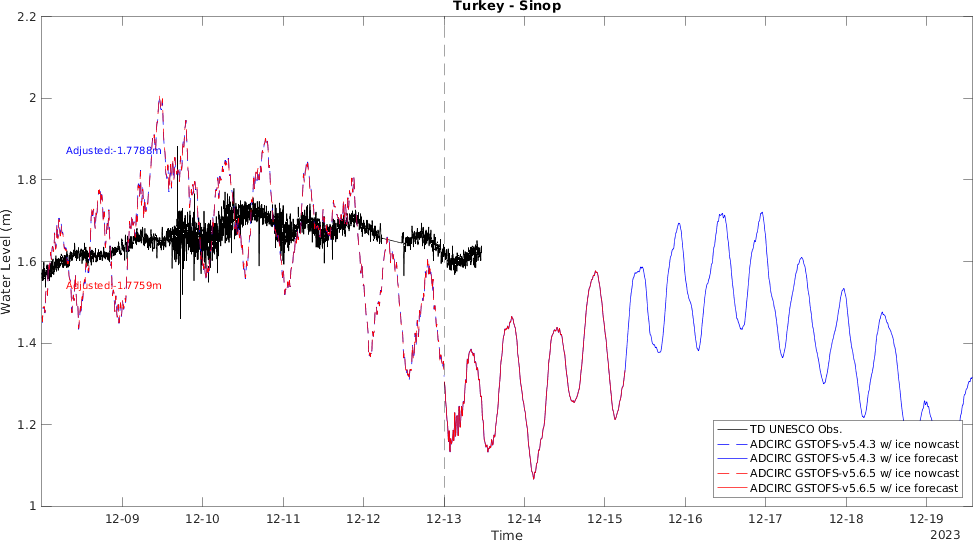 Turkey - Sinop
2.2
2
1.8
1.6
1.4
1.2
1
Water Level (m)
Adjusted:-1.7788m
Adjusted:-1.7759m
TD UNESCO Obs.
ADCIRC GSTOFS-v5.4.3 w/ ice nowcast
ADCIRC GSTOFS-v5.4.3 w/ ice forecast
ADCIRC GSTOFS-v5.6.5 w/ ice nowcast
ADCIRC GSTOFS-v5.6.5 w/ ice forecast
12-09 12-10 12-11 12-12 12-13 12-14 12-15 12-16 12-17 12-18 12-19
Time
2023